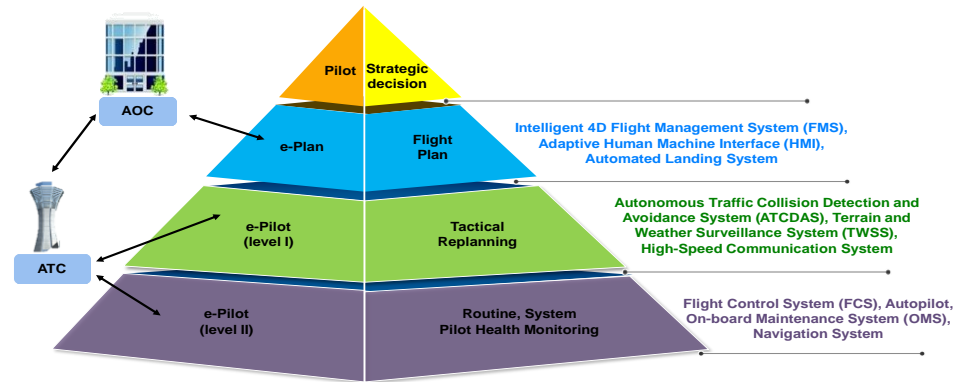 Pilot
Strategic
decision
AOC
e-Plan
Flight
Plan
Intelligent 4D Flight Management System (FMS),
Adaptive Human Machine Interface (HMI),
Automated Landing System
e-Pilot
(level I)
Tactical
Replanning
Autonomous Traffic Collision Detection and
Avoidance System (ATCDAS), Terrain and
Weather Surveillance System (TWSS),
High-Speed Communication System
ATC
e-Pilot
(level II)
Routine, System
Pilot Health Monitoring
Flight Control System (FCS), Autopilot,
On-board Maintenance System (OMS),
Navigation System